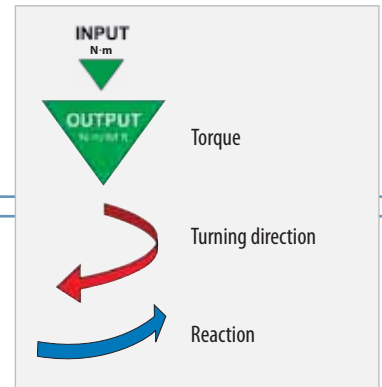 INPUT
N·m
OUTPUT
Torque
Turning direction
Reaction